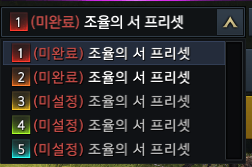 1 (미완료) 조율의 서 프리셋
1 (미완료) 조율의 서 프리셋
2 (미완료) 조율의 서 프리셋
3 (미설정) 조율의 서 프리셋
4 (미설정) 조율의 서 프리셋
5 (미설정) 조율의 서 프리셋